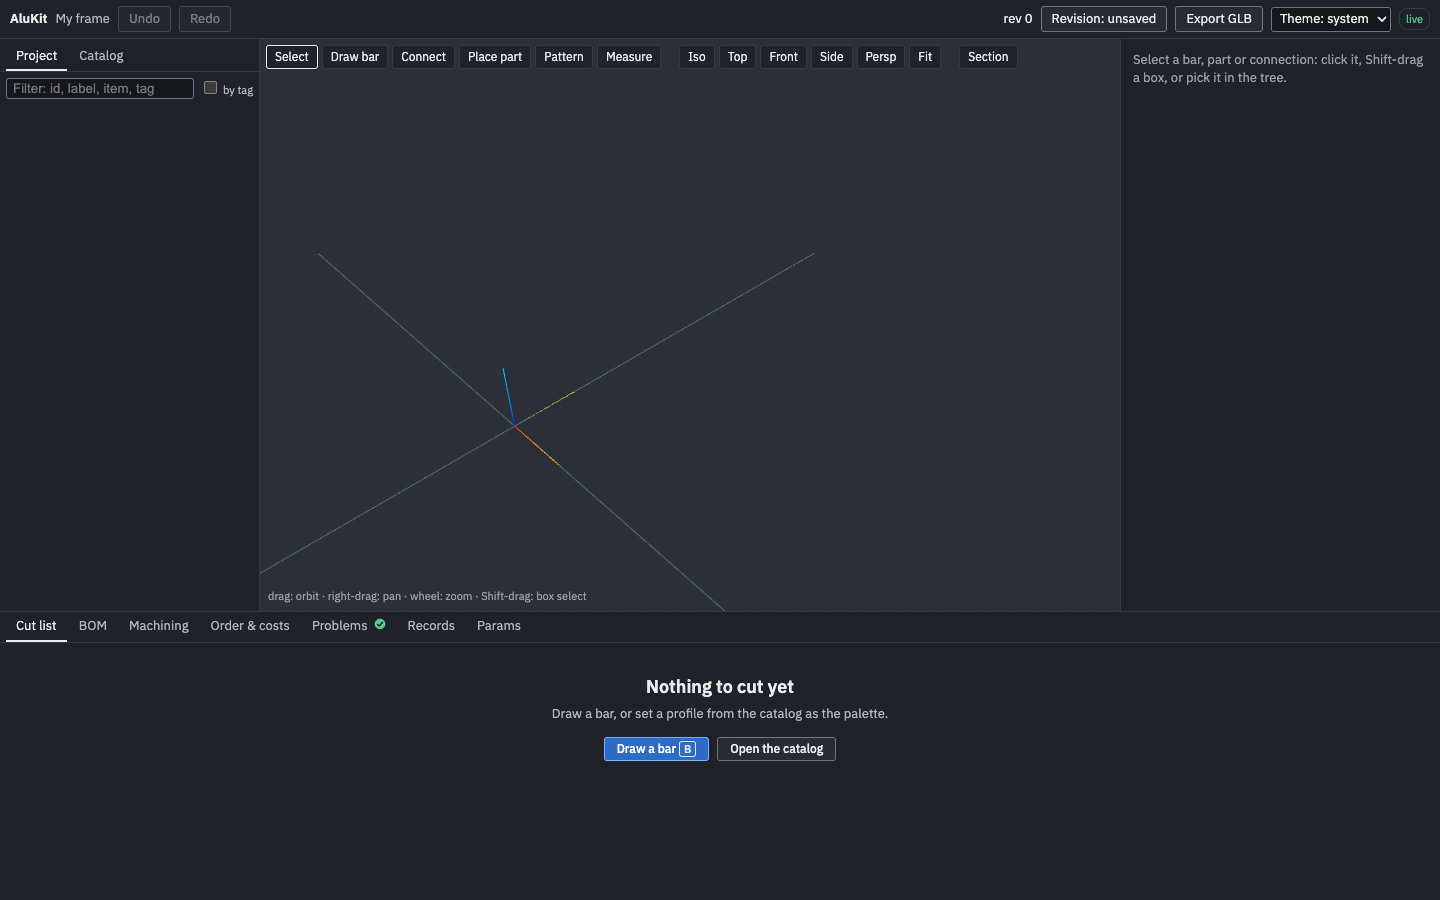 AluKit My frame Undo Redo rev 0 Revision: unsaved Export GLB Theme: system live
Project Catalog
Filter: id, label, item, tag by tag
Select Draw bar Connect Place part Pattern Measure Iso Top Front Side Persp Fit Section
Select a bar, part or connection: click it, Shift-drag
a box, or pick it in the tree.
drag: orbit · right-drag: pan · wheel: zoom · Shift-drag: box select
Cut list BOM Machining Order & costs Problems Records Params
Nothing to cut yet
Draw a bar, or set a profile from the catalog as the palette.
Draw a bar B Open the catalog